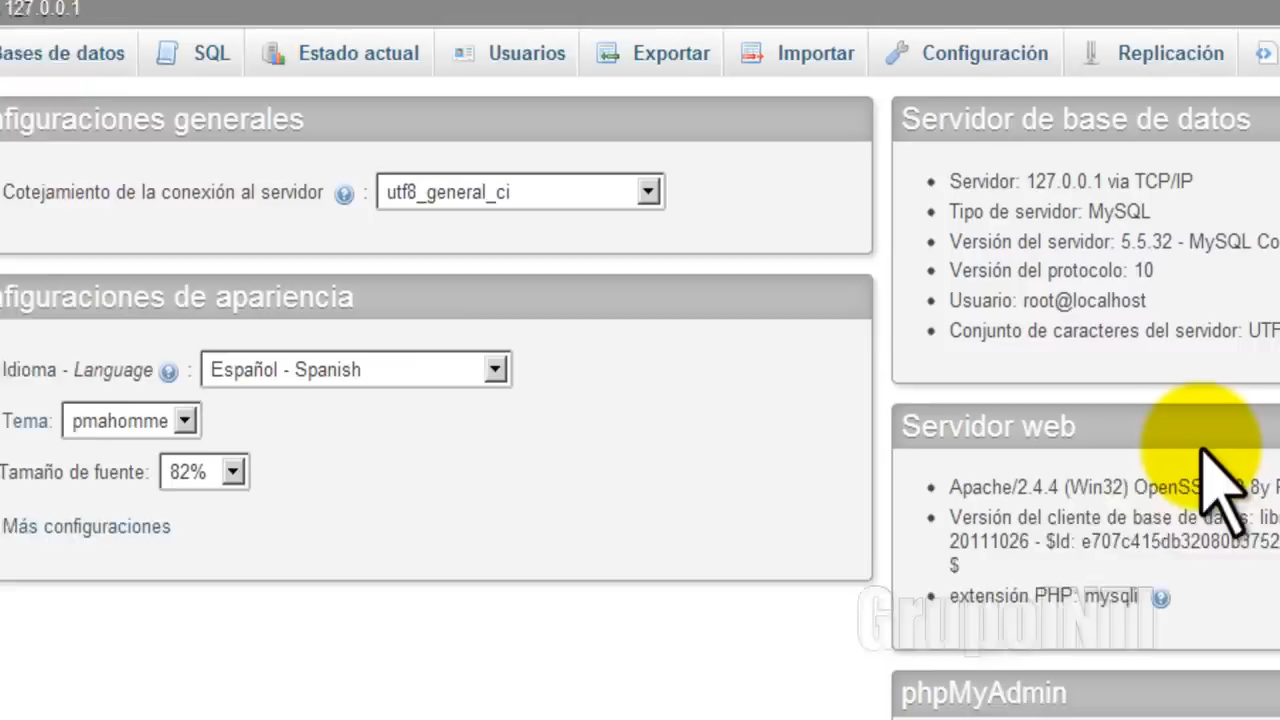 127.0.0.1
Bases de datos SQL Estado actual Usuarios Exportar Importar Configuración Replicación
nfiguraciones generales
Cotejamiento de la conexión al servidor : utf8_general_ci
nfiguraciones de apariencia
Idioma - Language : Español - Spanish
Tema: pmahomme
Tamaño de fuente: 82%
Más configuraciones
Servidor de base de datos
Servidor: 127.0.0.1 via TCP/IP
Tipo de servidor: MySQL
Versión del servidor: 5.5.32 - MySQL Co
Versión del protocolo: 10
Usuario: root@localhost
Conjunto de caracteres del servidor: UTF
Servidor web
Apache/2.4.4 (Win32) 8y P
Versión del cliente de base de lib
20111026 - $Id:
$
extensión PHP: mysqli
GrupoINIT
phpMyAdmin